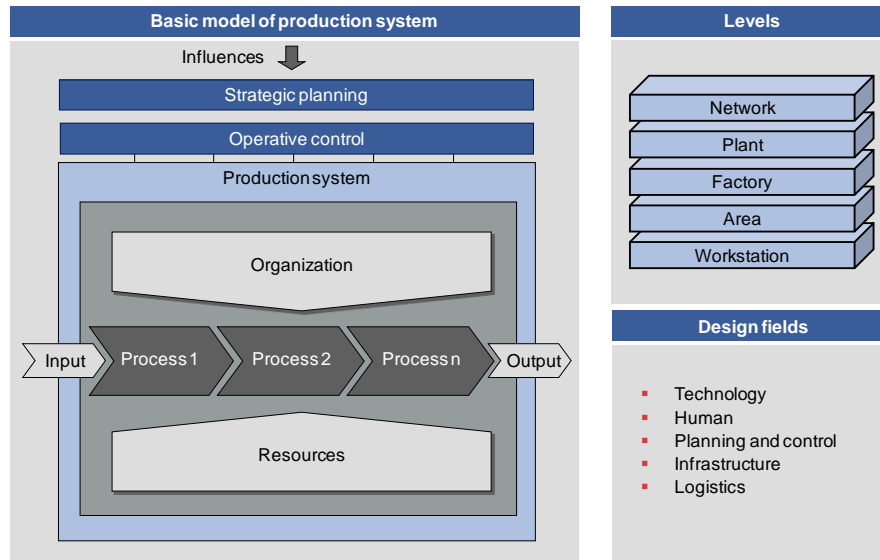 Basic model of production system
Influences
Strategic planning
Operative control
Production system
Organization
Input
Process 1
Process 2
Process n
Output
Resources
Levels
Network
Plant
Factory
Area
Workstation
Design fields
Technology
Human
Planning and control
Infrastructure
Logistics